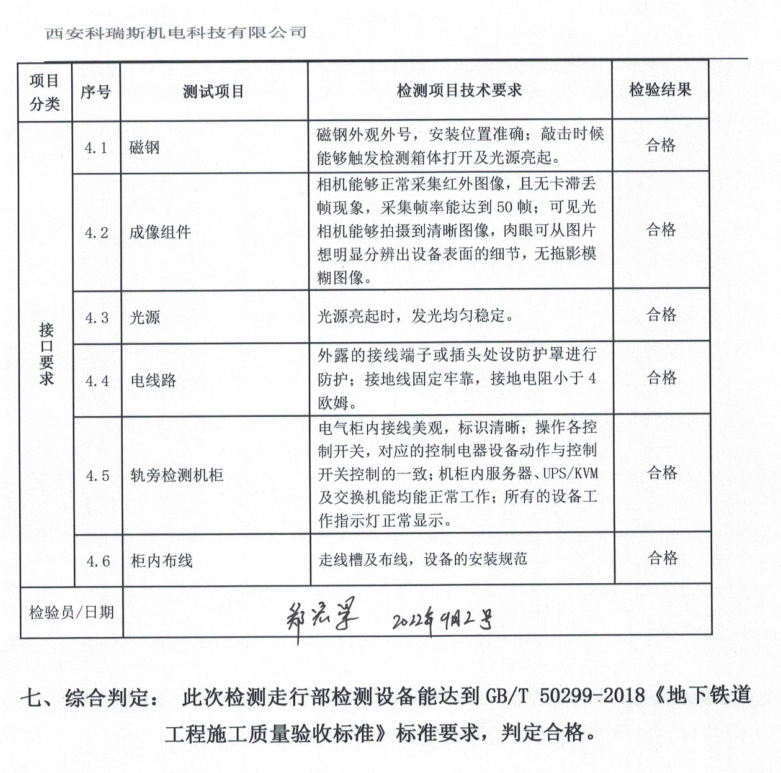 西安科瑞斯机电科技有限公司
项目
分类
序号
测试项目
检测项目技术要求
检验结果
接口要求
4.1
磁钢
磁钢外观外号，安装位置准确；敲击时候
能够触发检测箱体打开及光源亮起。
合格
4.2
成像组件
相机能够正常采集红外图像，且无卡滞丢
帧现象，采集帧率能达到 50 帧；可见光
相机能够拍摄到清晰图像，肉眼可从图片
想明显分辨出设备表面的细节，无拖影模
糊图像。
合格
4.3
光源
光源亮起时，发光均匀稳定。
合格
4.4
电线路
外露的接线端子或插头处设防护罩进行
防护；接地线固定牢靠，接地电阻小于 4
欧姆。
合格
4.5
轨旁检测机柜
电气柜内接线美观，标识清晰；操作各控
制开关，对应的控制电器设备动作与控制
开关控制的一致；机柜内服务器、UPS/KVM
及交换机能均能正常工作；所有的设备工
作指示灯正常显示。
合格
4.6
柜内布线
走线槽及布线，设备的安装规范
合格
检验员/日期
2022年9月2号
七、综合判定： 此次检测走行部检测设备能达到 GB/T 50299-2018《地下铁道
工程施工质量验收标准》标准要求，判定合格。